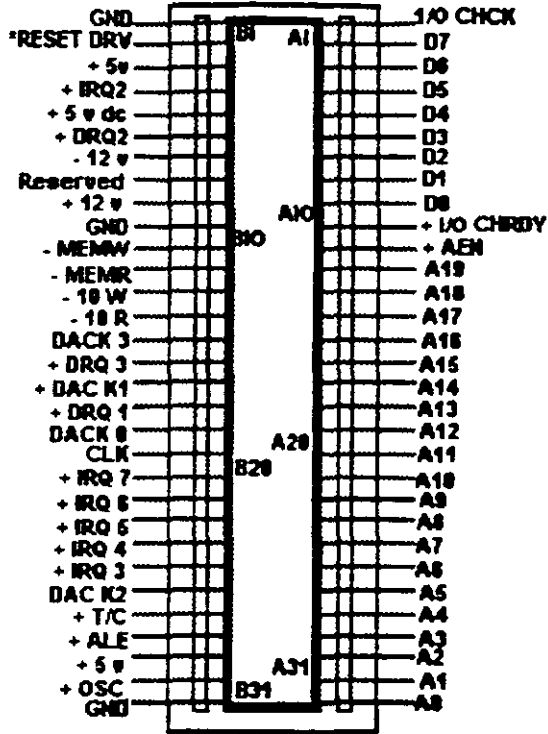 GND
*RESET DRV
+ 5v
+ IRQ2
+ 5 v dc
+ DRQ2
- 12 v
Reserved
+ 12 v
GND
- MEMW
- MEMR
- 10 W
- 10 R
DACK 3
+ DRQ 3
+ DAC K1
+ DRQ 1
DACK 0
CLK
+ IRQ 7
+ IRQ 6
+ IRQ 5
+ IRQ 4
+ IRQ 3
DAC K2
+ T/C
+ ALE
+ 5 v
+ OSC
GND
B1
B10
B20
B31
A1
A10
A20
A31
1/O CHCK
D7
D6
D5
D4
D3
D2
D1
D0
+ I/O CHRDY
+ AEN
A19
A18
A17
A16
A15
A14
A13
A12
A11
A10
A9
A8
A7
A6
A5
A4
A3
A2
A1
A0